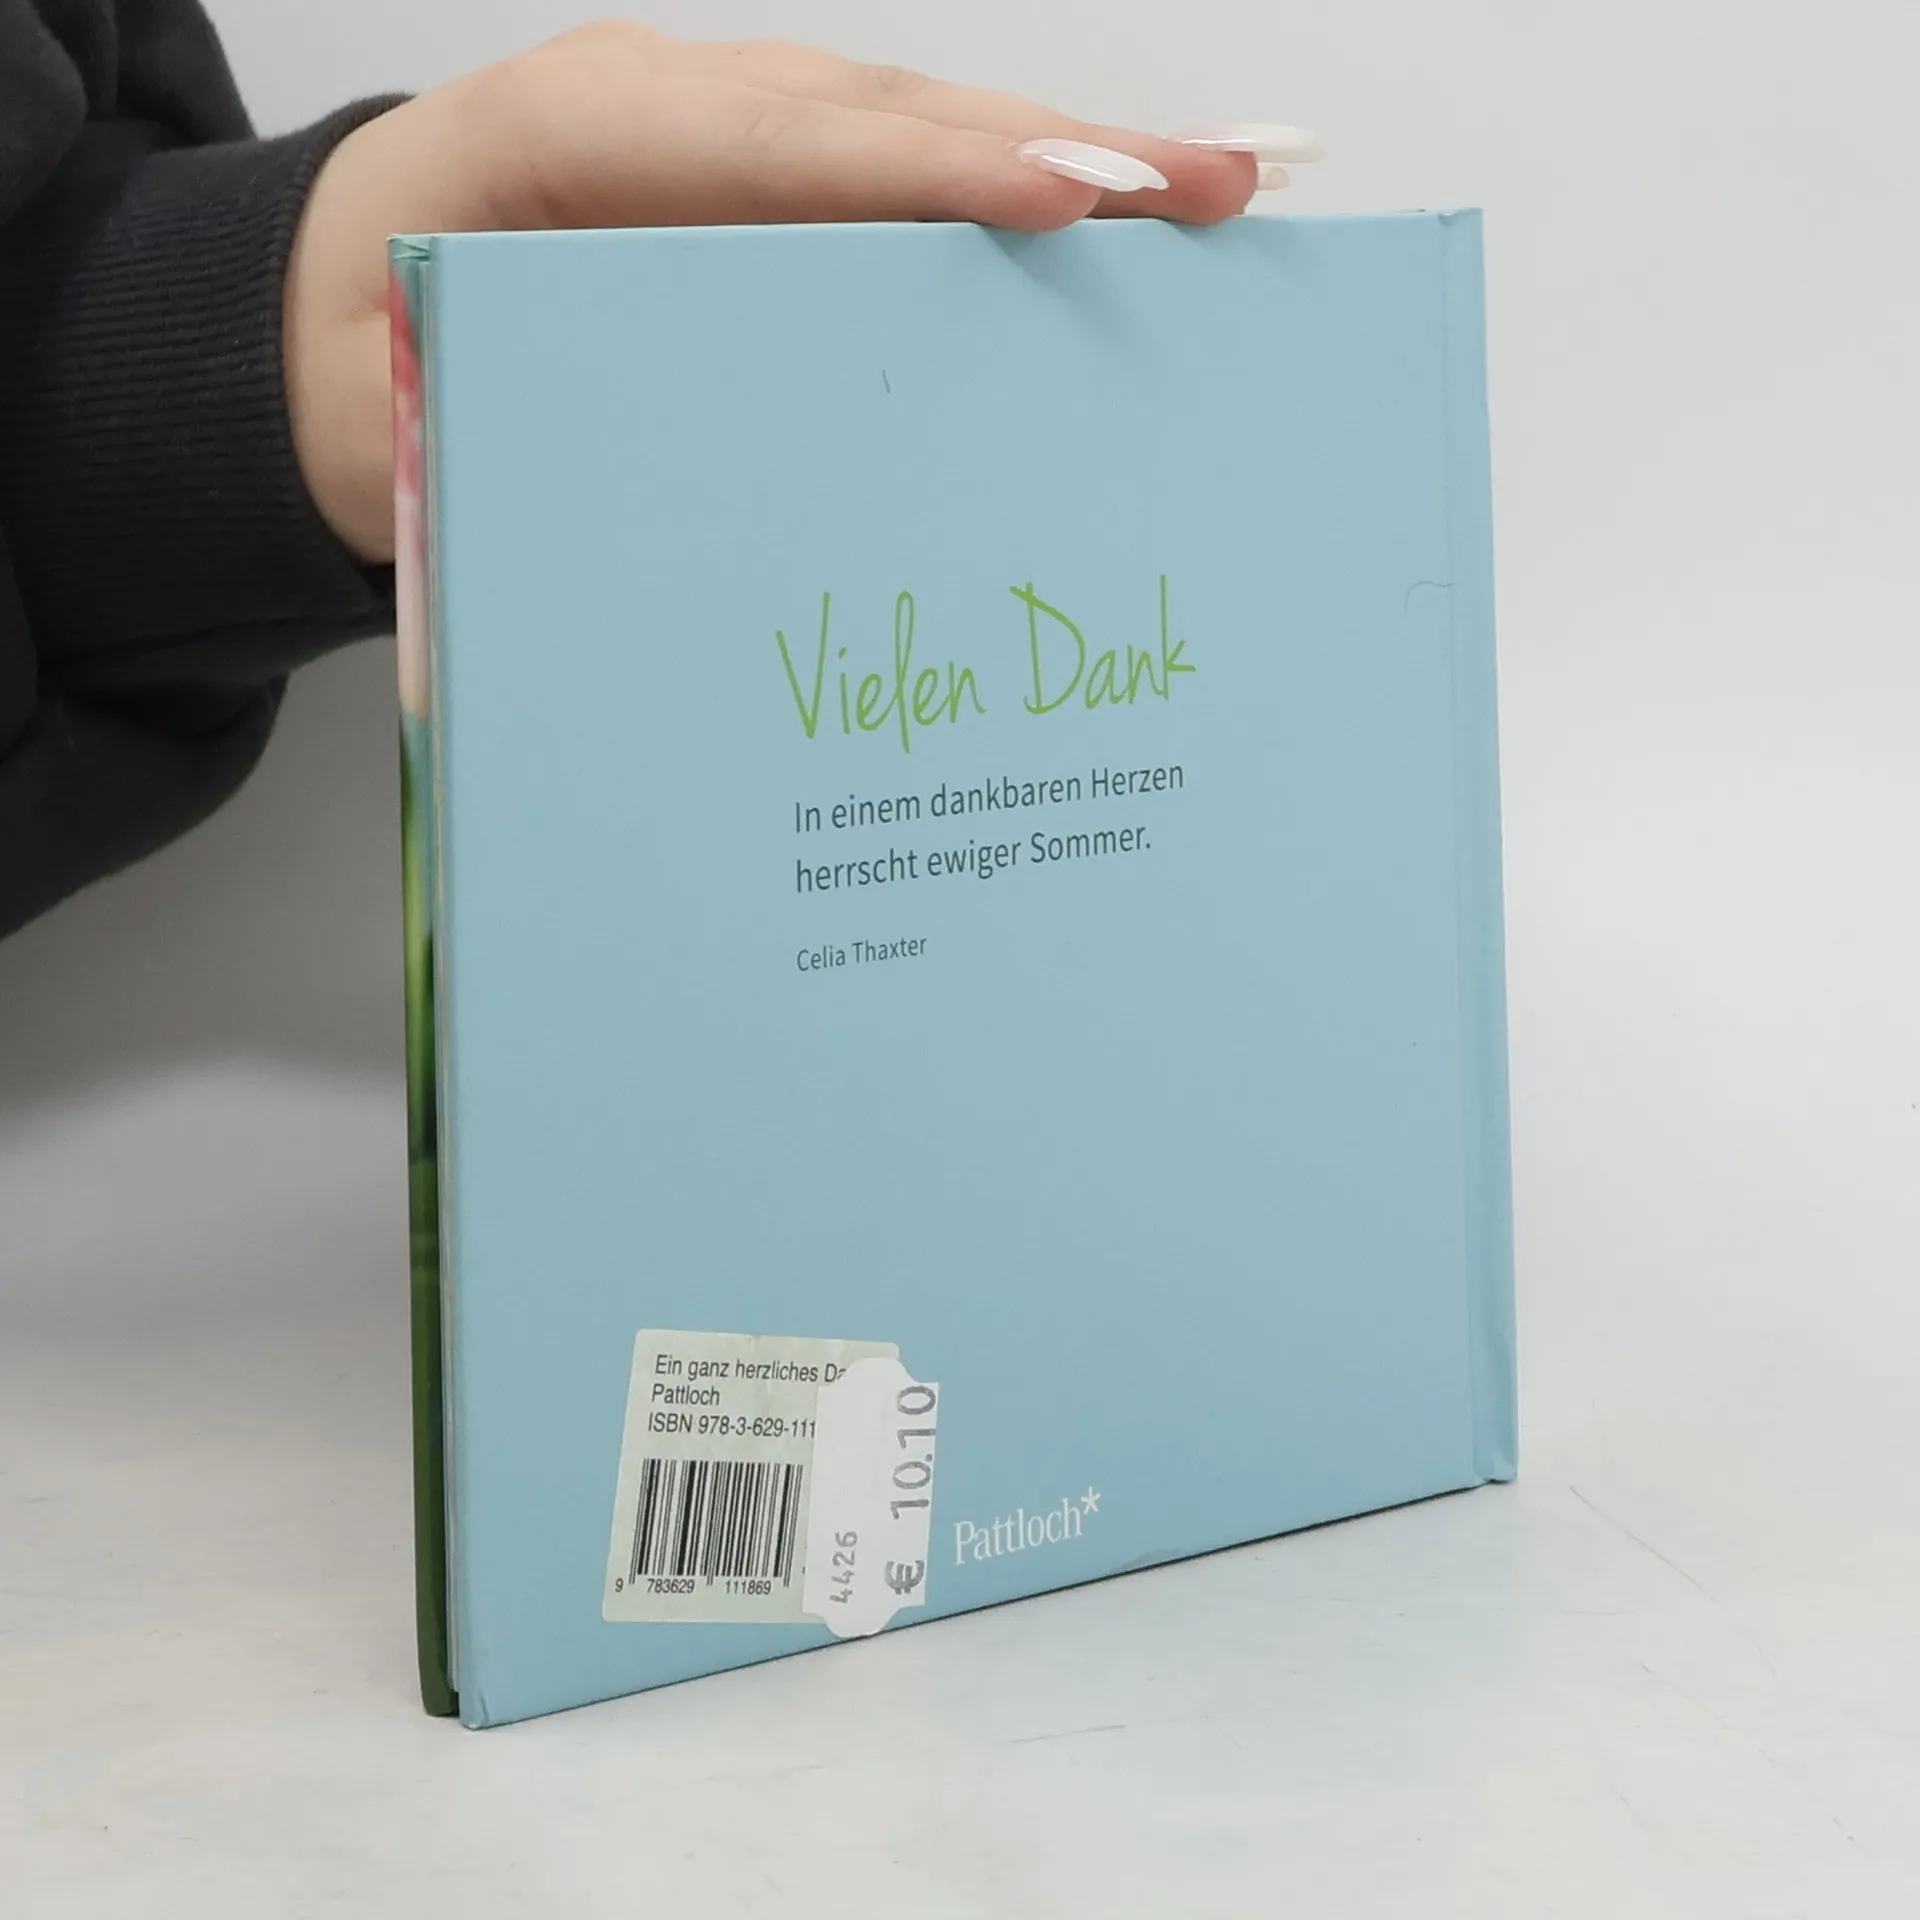 Vielen Dank
In einem dankbaren Herzen
herrscht ewiger Sommer.
Celia Thaxter
Ein ganz herzliches
Pattloch
ISBN 978-3-629-111
9 783629 111869
4426
€ 10.10
Pattloch*